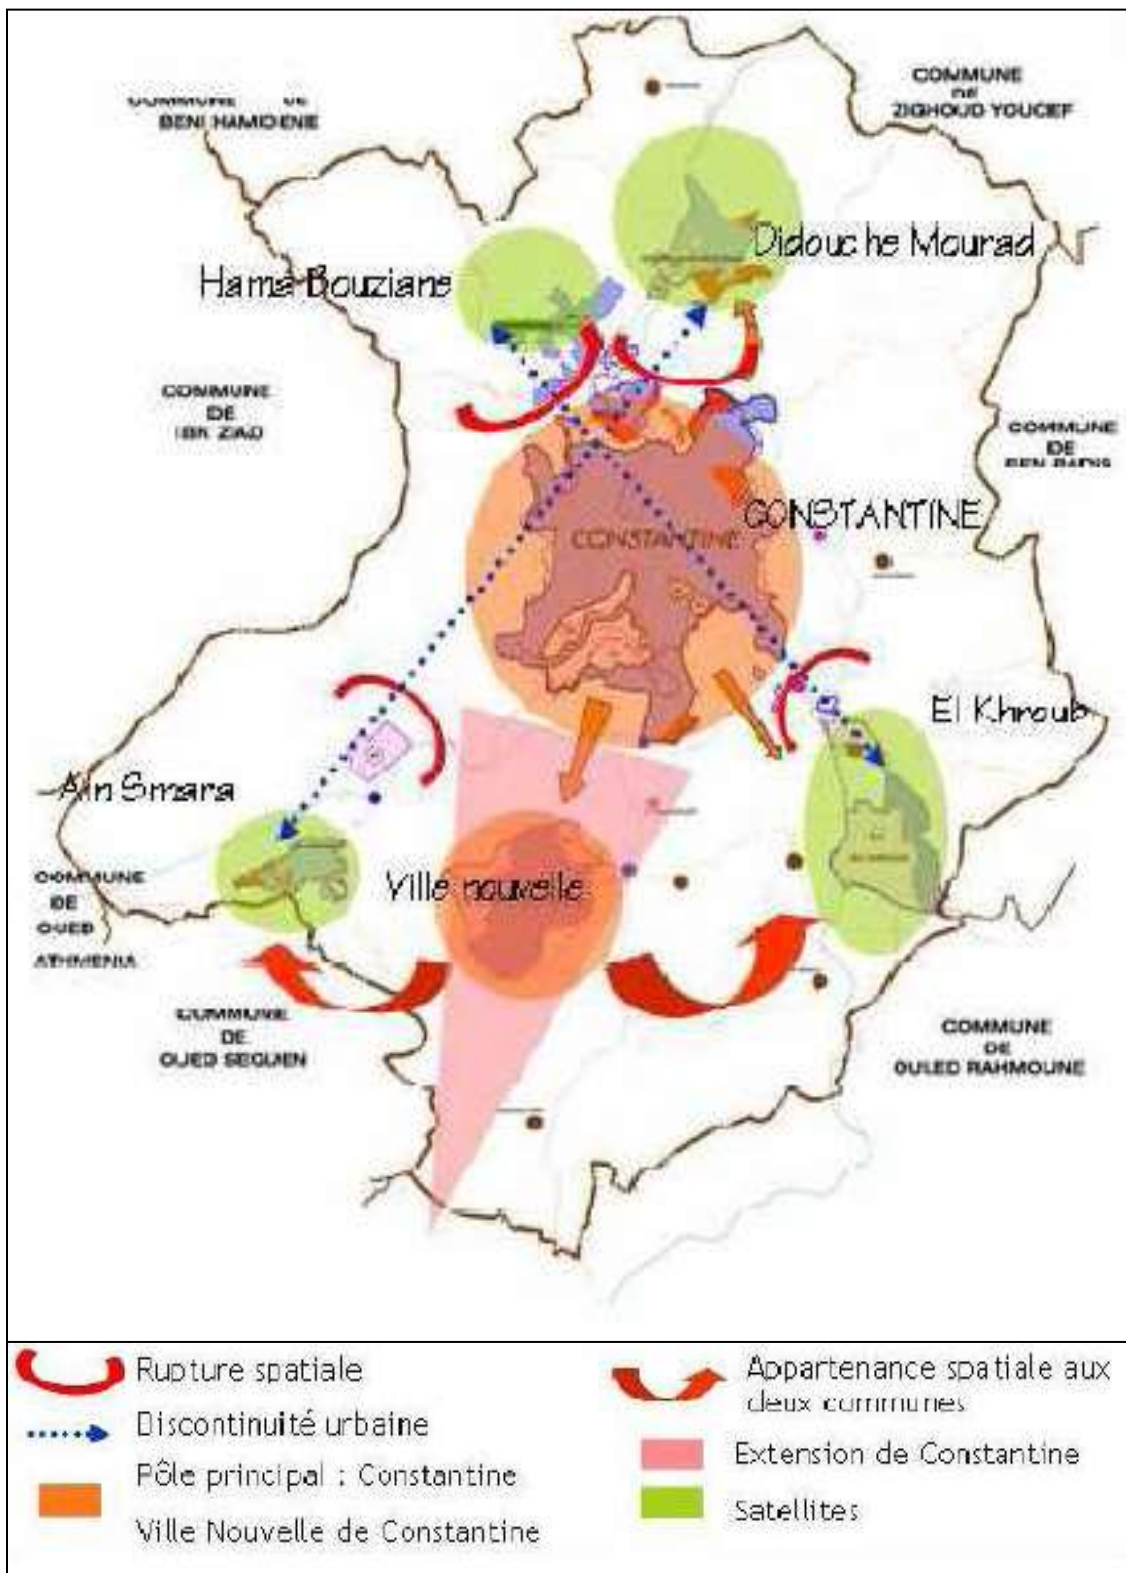 COMMUNE DE
BENI HAMIDENE
COMMUNE
DE
ZIGHOUD YOUCEF
Didouche Mourad
Hama Bouziane
COMMUNE
DE
IBN ZIAD
COMMUNE
DE
BEN BADIS
CONSTANTINE
CONSTANTINE
El Khroub
Ain Smara
Ville nouvelle
COMMUNE
DE
OUED
ATHMENIA
COMMUNE
DE
OUED SEGUIEN
COMMUNE
DE
OULED RAHMOUNE
Rupture spatiale
Discontinuité urbaine
Pôle principal : Constantine
Ville Nouvelle de Constantine
Appartenance spatiale aux
deux communes
Extension de Constantine
Satellites